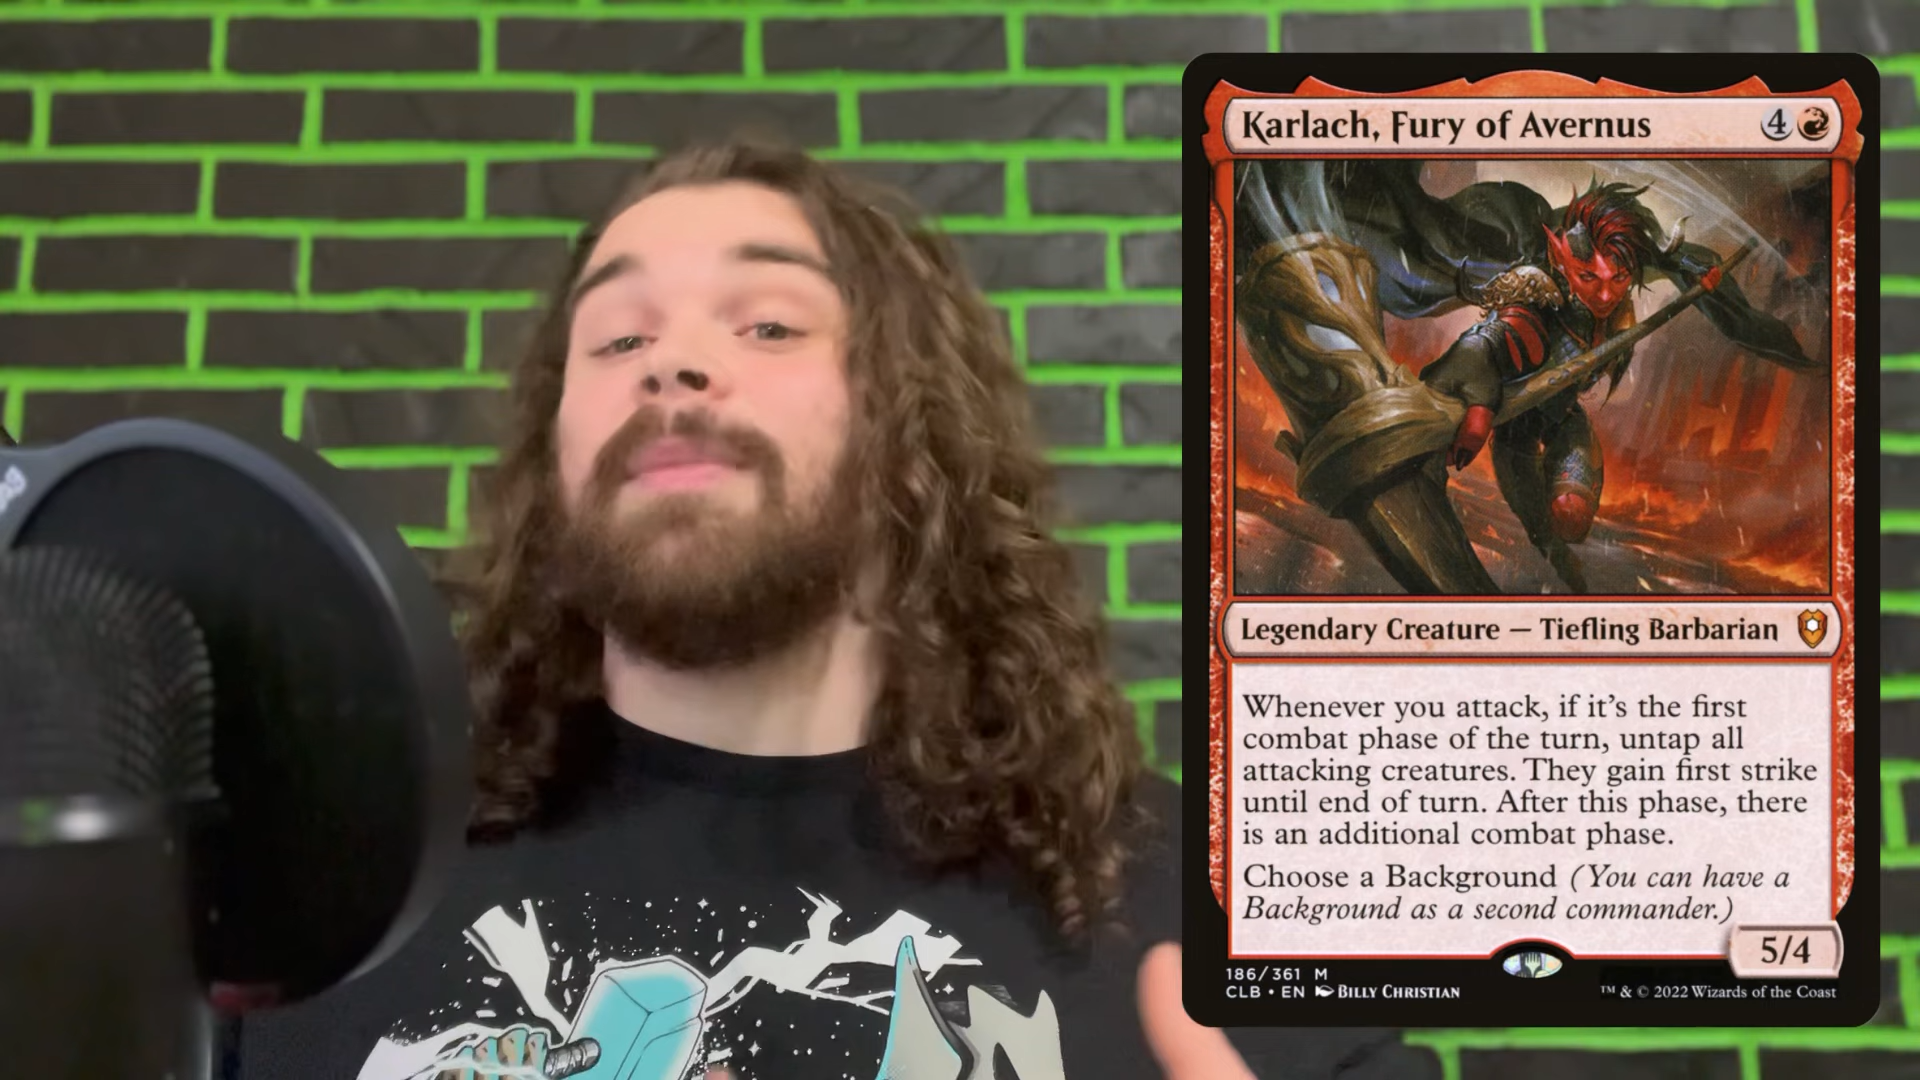 Karlach, Fury of Avernus 4
Legendary Creature — Tiefling Barbarian
Whenever you attack, if it's the first
combat phase of the turn, untap all
attacking creatures. They gain first strike
until end of turn. After this phase, there
is an additional combat phase.
Choose a Background (You can have a
Background as a second commander.)
5/4
186/361 M
CLB • EN BILLY CHRISTIAN
™ & © 2022 Wizards of the Coast